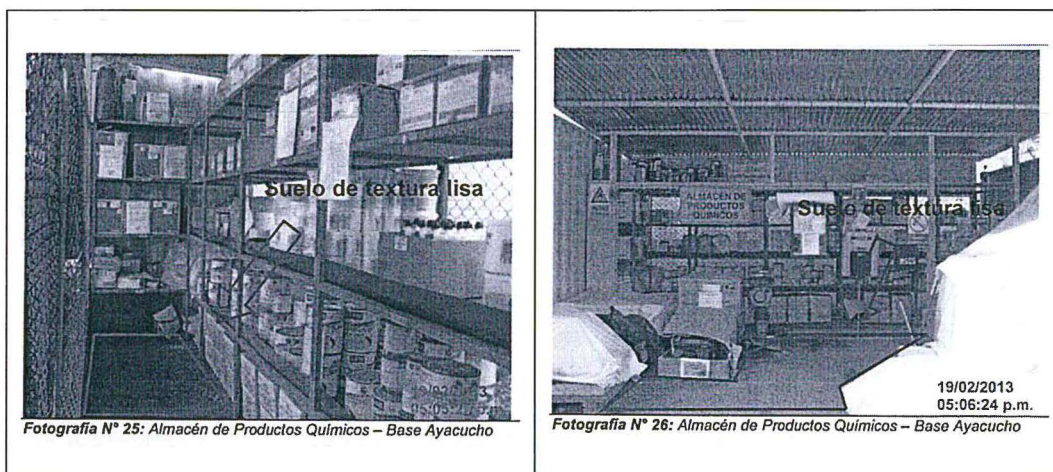 Suelo de textura lisa
Fotografía N° 25: Almacén de Productos Químicos – Base Ayacucho
ALMACEN DE
PRODUCTOS
QUIMICOS
Suelo de textura lisa
19/02/2013
05:06:24 p.m.
Fotografía N° 26: Almacén de Productos Químicos – Base Ayacucho